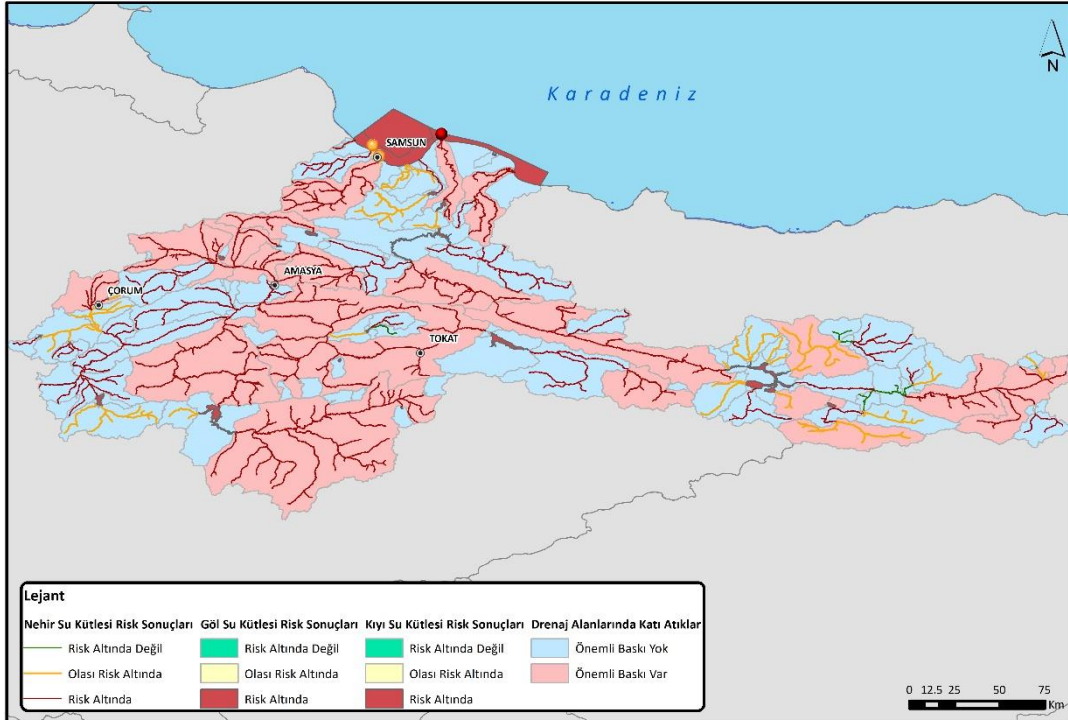 N
Karadeniz
SAMSUN
AMASYA
ÇORUM
TOKAT
Lejant
Nehir Su Kütlesi Risk Sonuçları Göl Su Kütlesi Risk Sonuçları Kıyı Su Kütlesi Risk Sonuçları Drenaj Alanlarında Katı Atıklar
Risk Altında Değil Risk Altında Değil Risk Altında Değil Önemli Baskı Yok
Olası Risk Altında Olası Risk Altında Olası Risk Altında Önemli Baskı Var
Risk Altında Risk Altında Risk Altında
0 12.5 25 50 75
Km